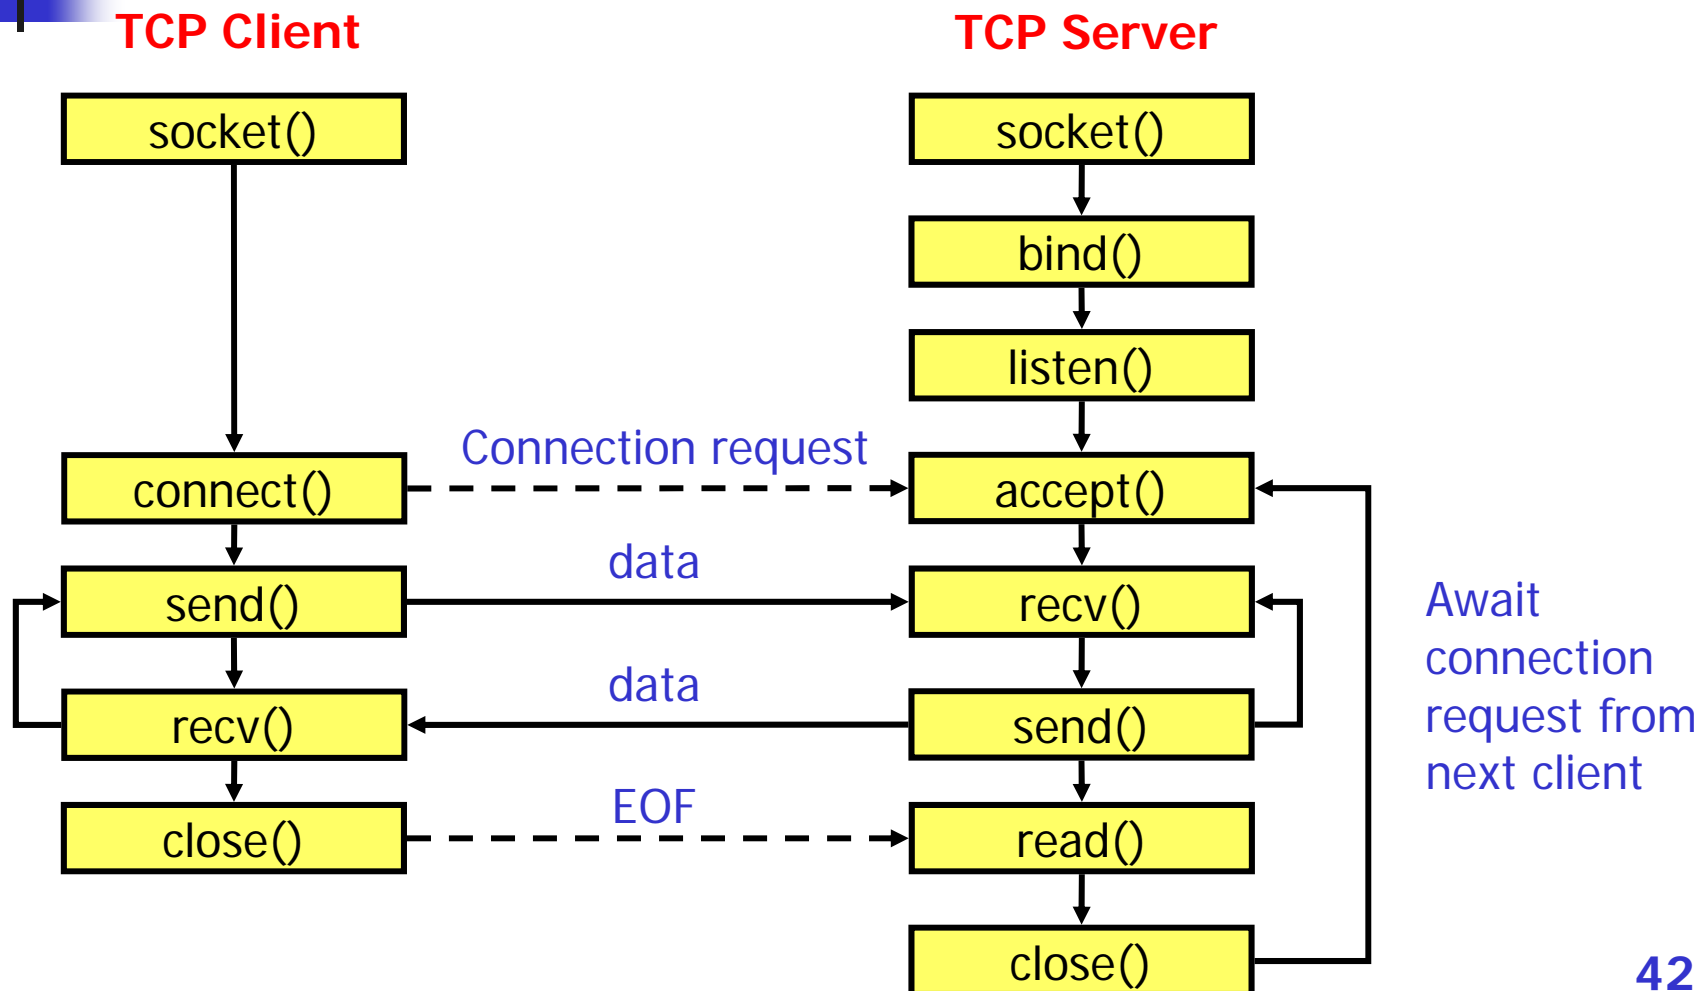 TCP Client
TCP Server
socket()
socket()
bind()
listen()
Connection request
connect()
accept()
data
send()
recv()
data
recv()
send()
EOF
close()
read()
close()
Await
connection
request from
next client
42